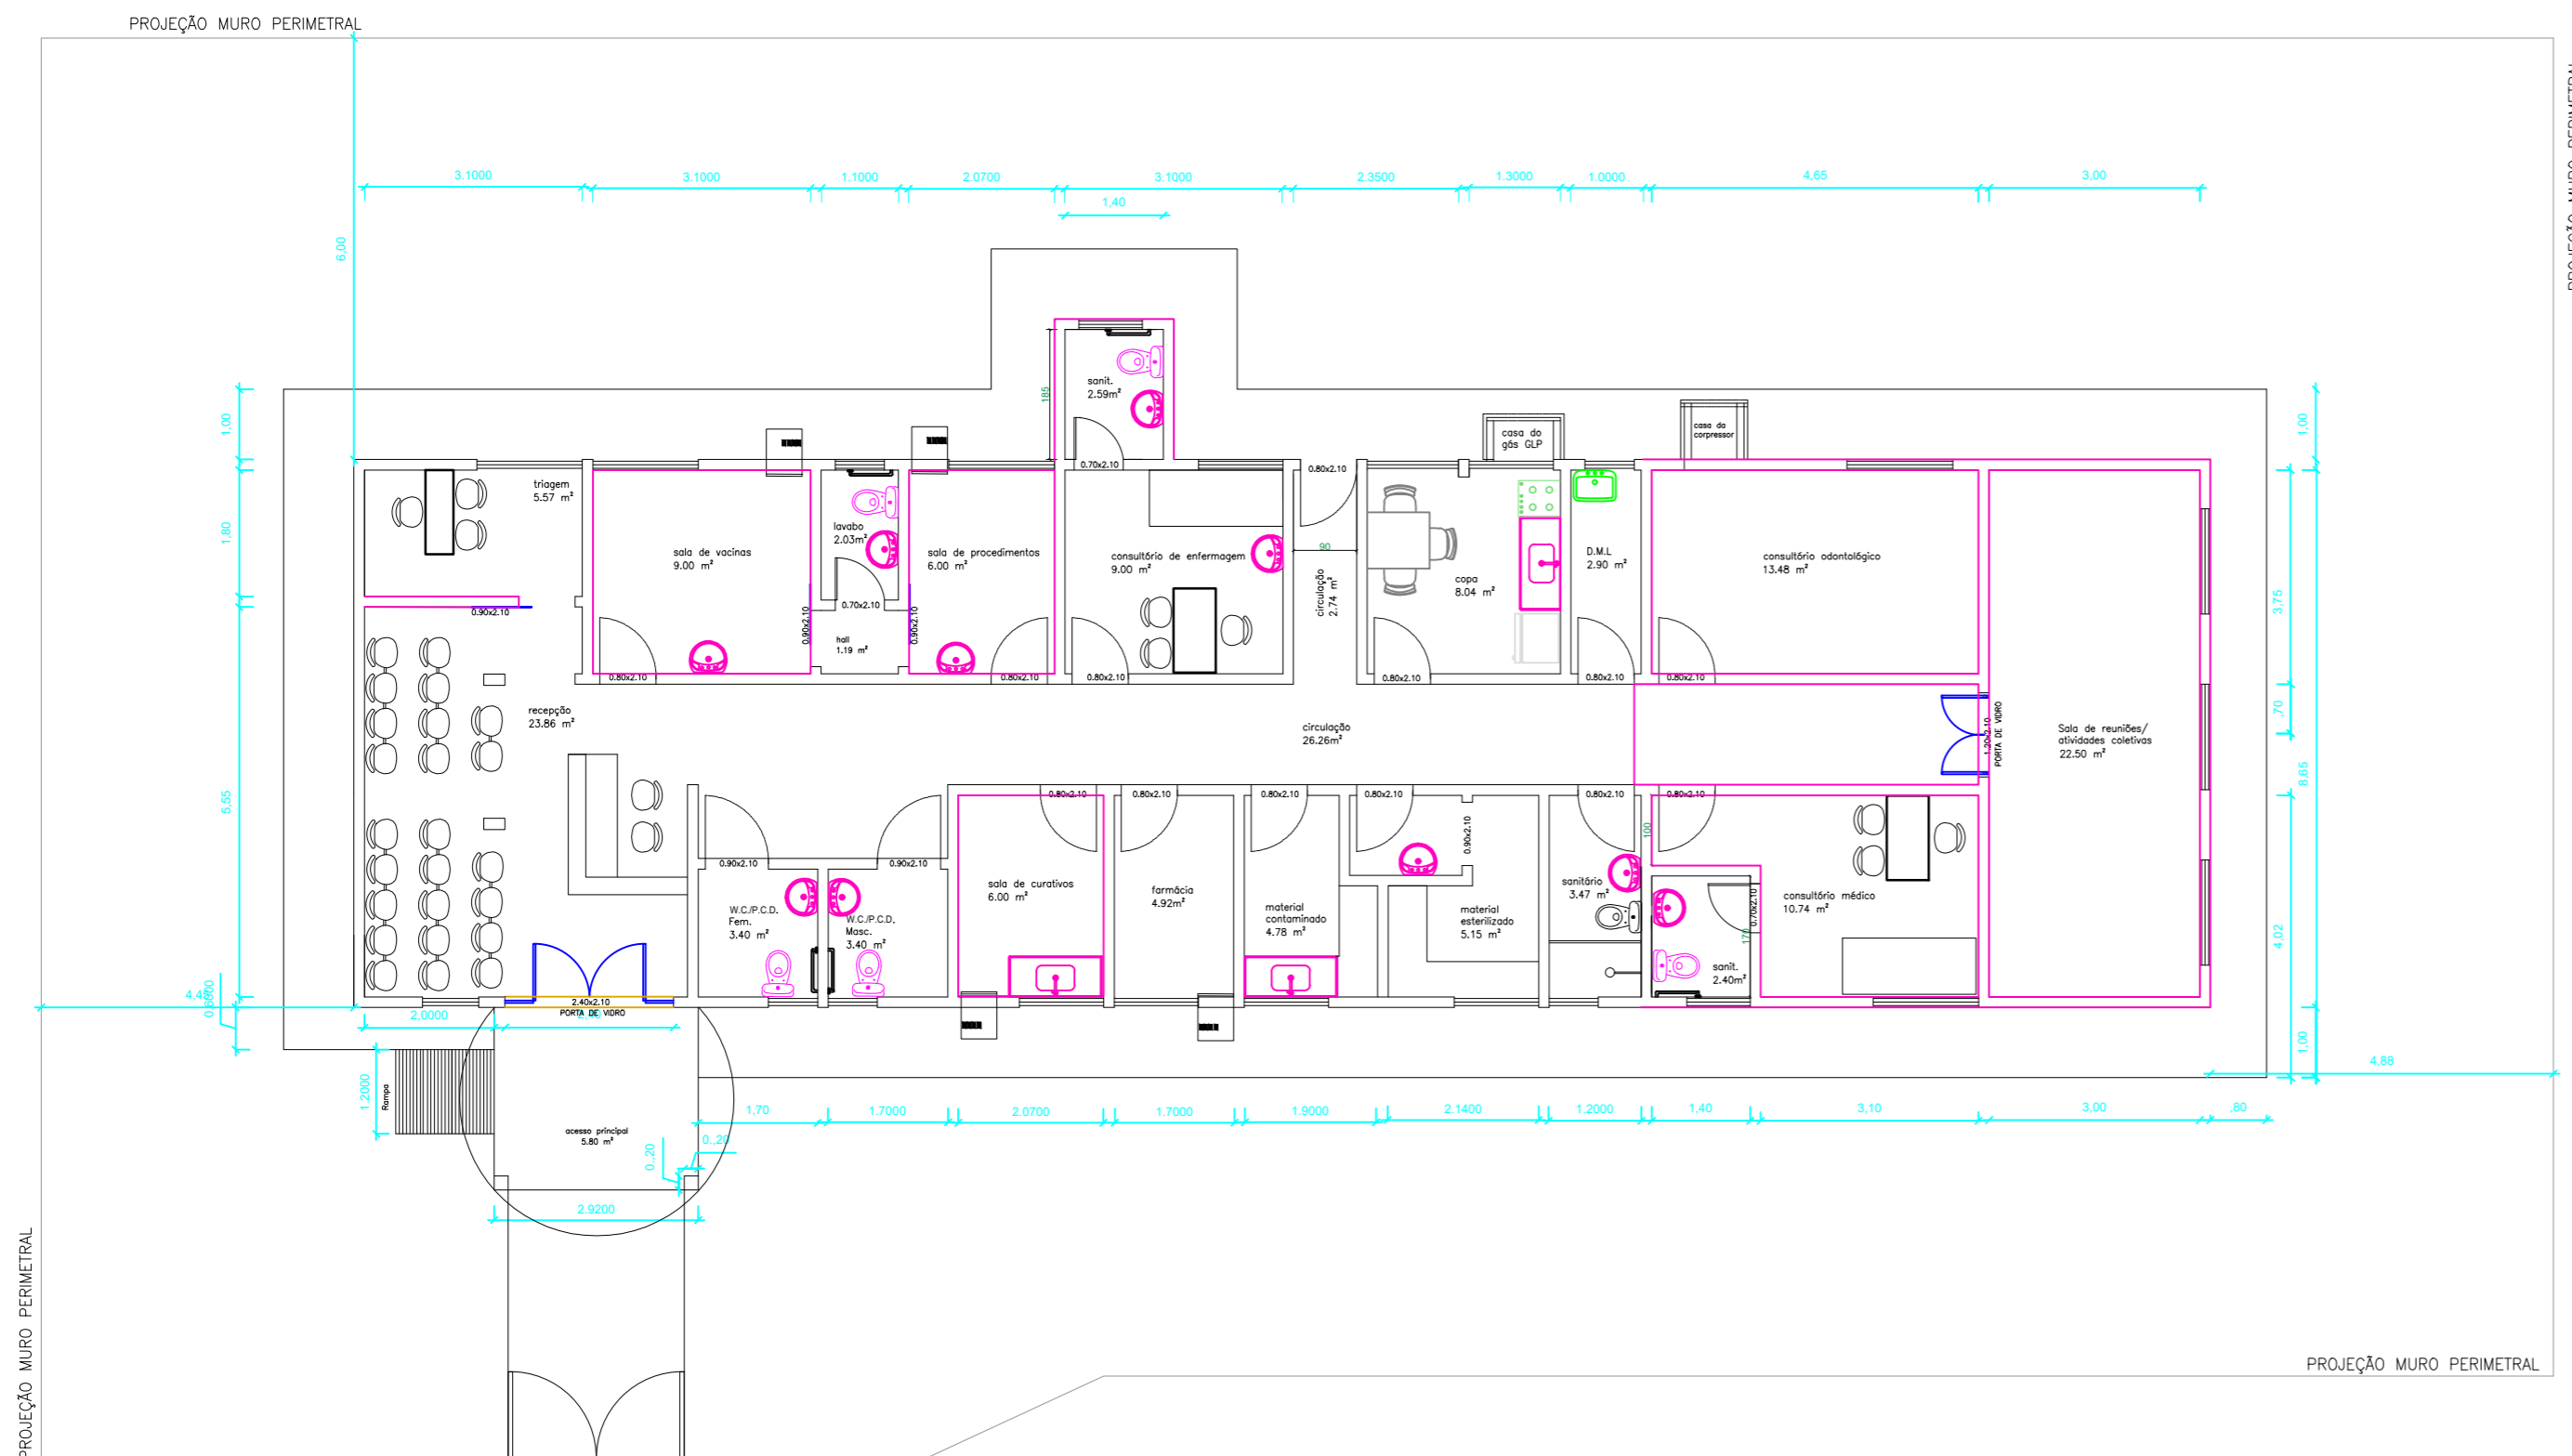 PROJEÇÃO MURO PERIMETRAL
PROJEÇÃO MURO PERIMETRAL
3.1000
3.1000
1.1000
2.0700
3.1000
2.3500
1.3000
1.0000
4,65
3,00
1,40
6,00
185
sanit.
2.59m²
0.70x2.10
1,00
1,80
5,55
triagem
5.57 m²
0.90x2.10
sala de vacinas
9.00 m²
0.80x2.10
0.90x2.10
lavabo
2.03m²
0.70x2.10
hall
1.19 m²
0.90x2.10
sala de procedimentos
6.00 m²
0.80x2.10
consultório de enfermagem
9.00 m²
0.80x2.10
0.80x2.10
90
circulação
2.74 m²
casa do
gás GLP
copa
8.04 m²
0.80x2.10
D.M.L
2.90 m²
0.80x2.10
casa do
corpressor
consultório odontológico
13.48 m²
0.80x2.10
1,00
3,75
,70
8,65
4,02
1,00
recepção
23.86 m²
circulação
26.26m²
1.20x2.10
PORTA DE VIDRO
Sala de reuniões/
atividades coletivas
22.50 m²
0.80x2.10
0.80x2.10
0.80x2.10
0.80x2.10
0.80x2.10
0.80x2.10
0.90x2.10
0.90x2.10
0.90x2.10
100
W.C./P.C.D.
Fem.
3.40 m²
W.C./P.C.D.
Masc.
3.40 m²
sala de curativos
6.00 m²
farmácia
4.92m²
material
contaminado
4.78 m²
material
esterilizado
5.15 m²
sanitário
3.47 m²
0.70x2.10
170
sanit.
2.40m²
consultório médico
10.74 m²
0.6000
2.40x2.10
PORTA DE VIDRO
2,0000
4,88
1.2000
Rampa
acesso principal
5.80 m²
0.,20
0.,20
2.9200
1,70
1.7000
2.0700
1.7000
1.9000
2.1400
1.2000
1,40
3,10
3,00
,80
PROJEÇÃO MURO PERIMETRAL
PROJEÇÃO MURO PERIMETRAL